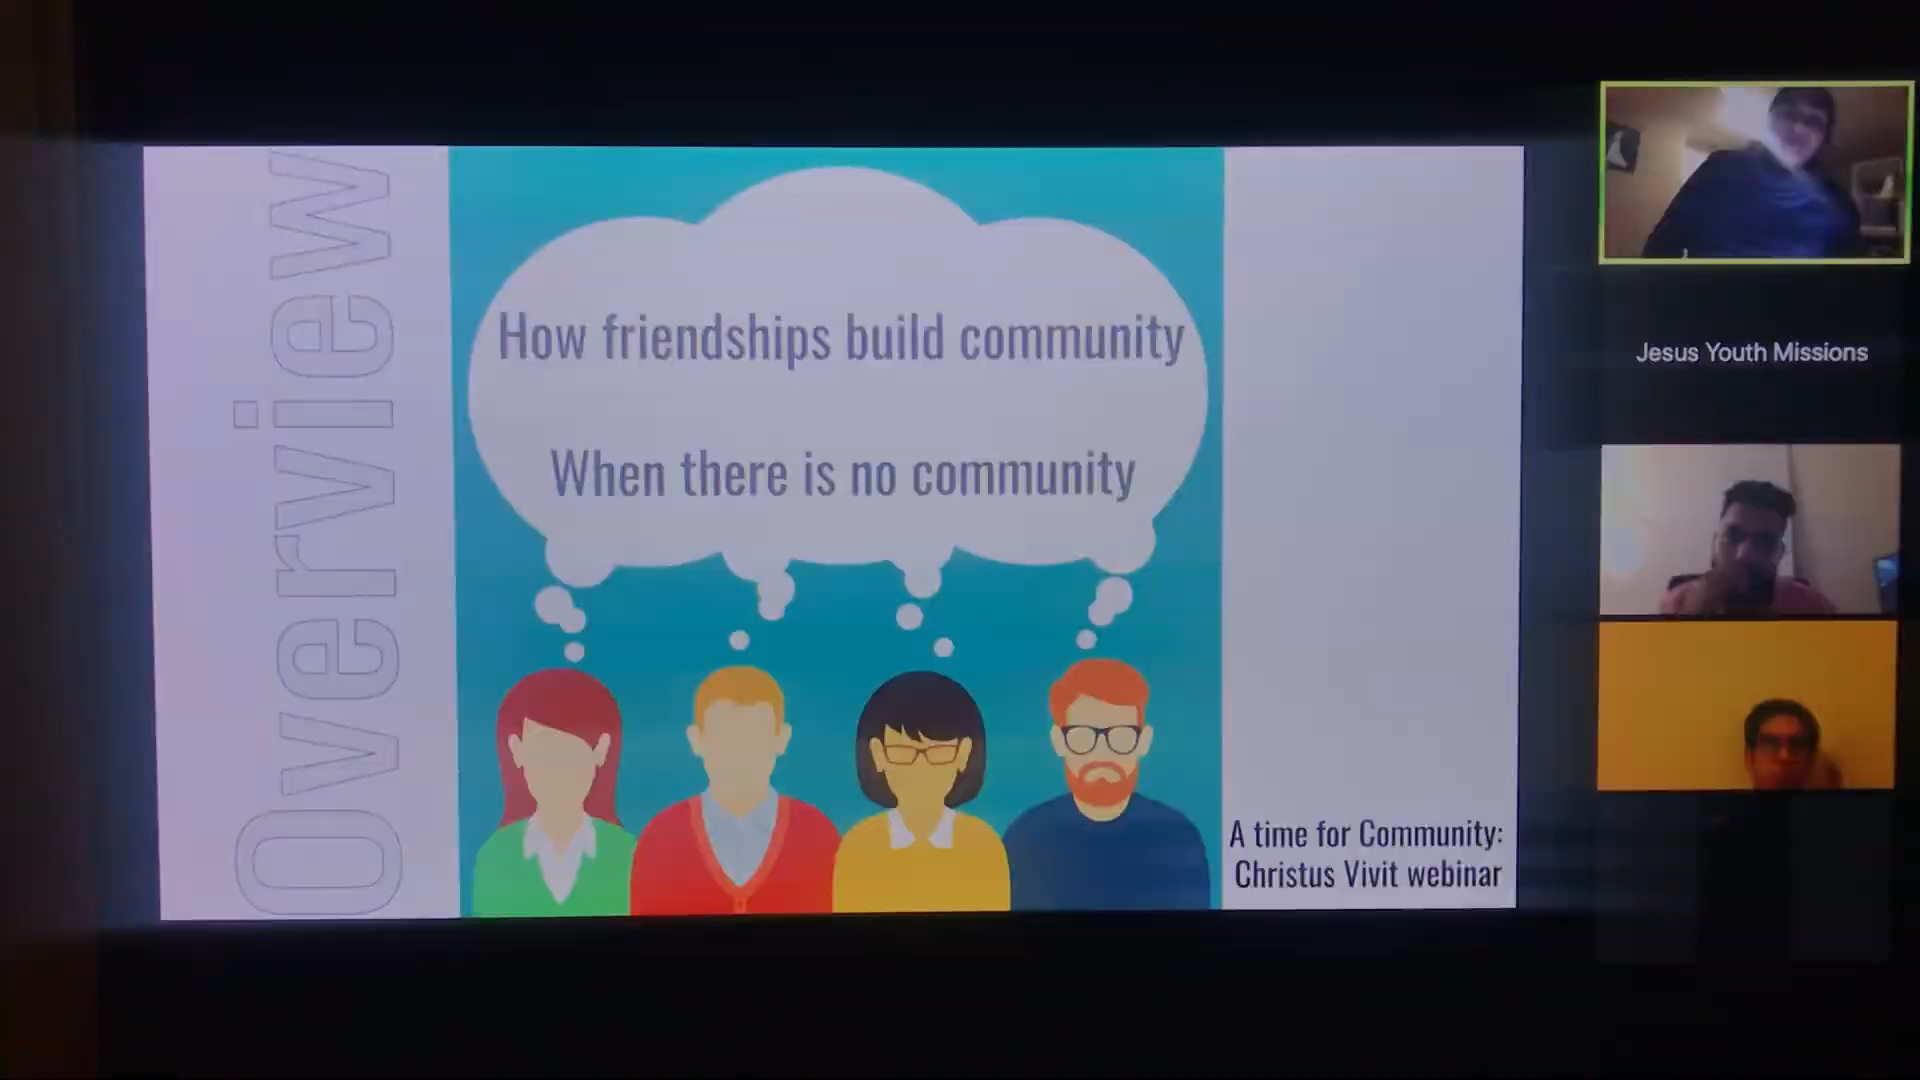 Overview
How friendships build community
When there is no community
A time for Community:
Christus Vivit webinar
Jesus Youth Missions